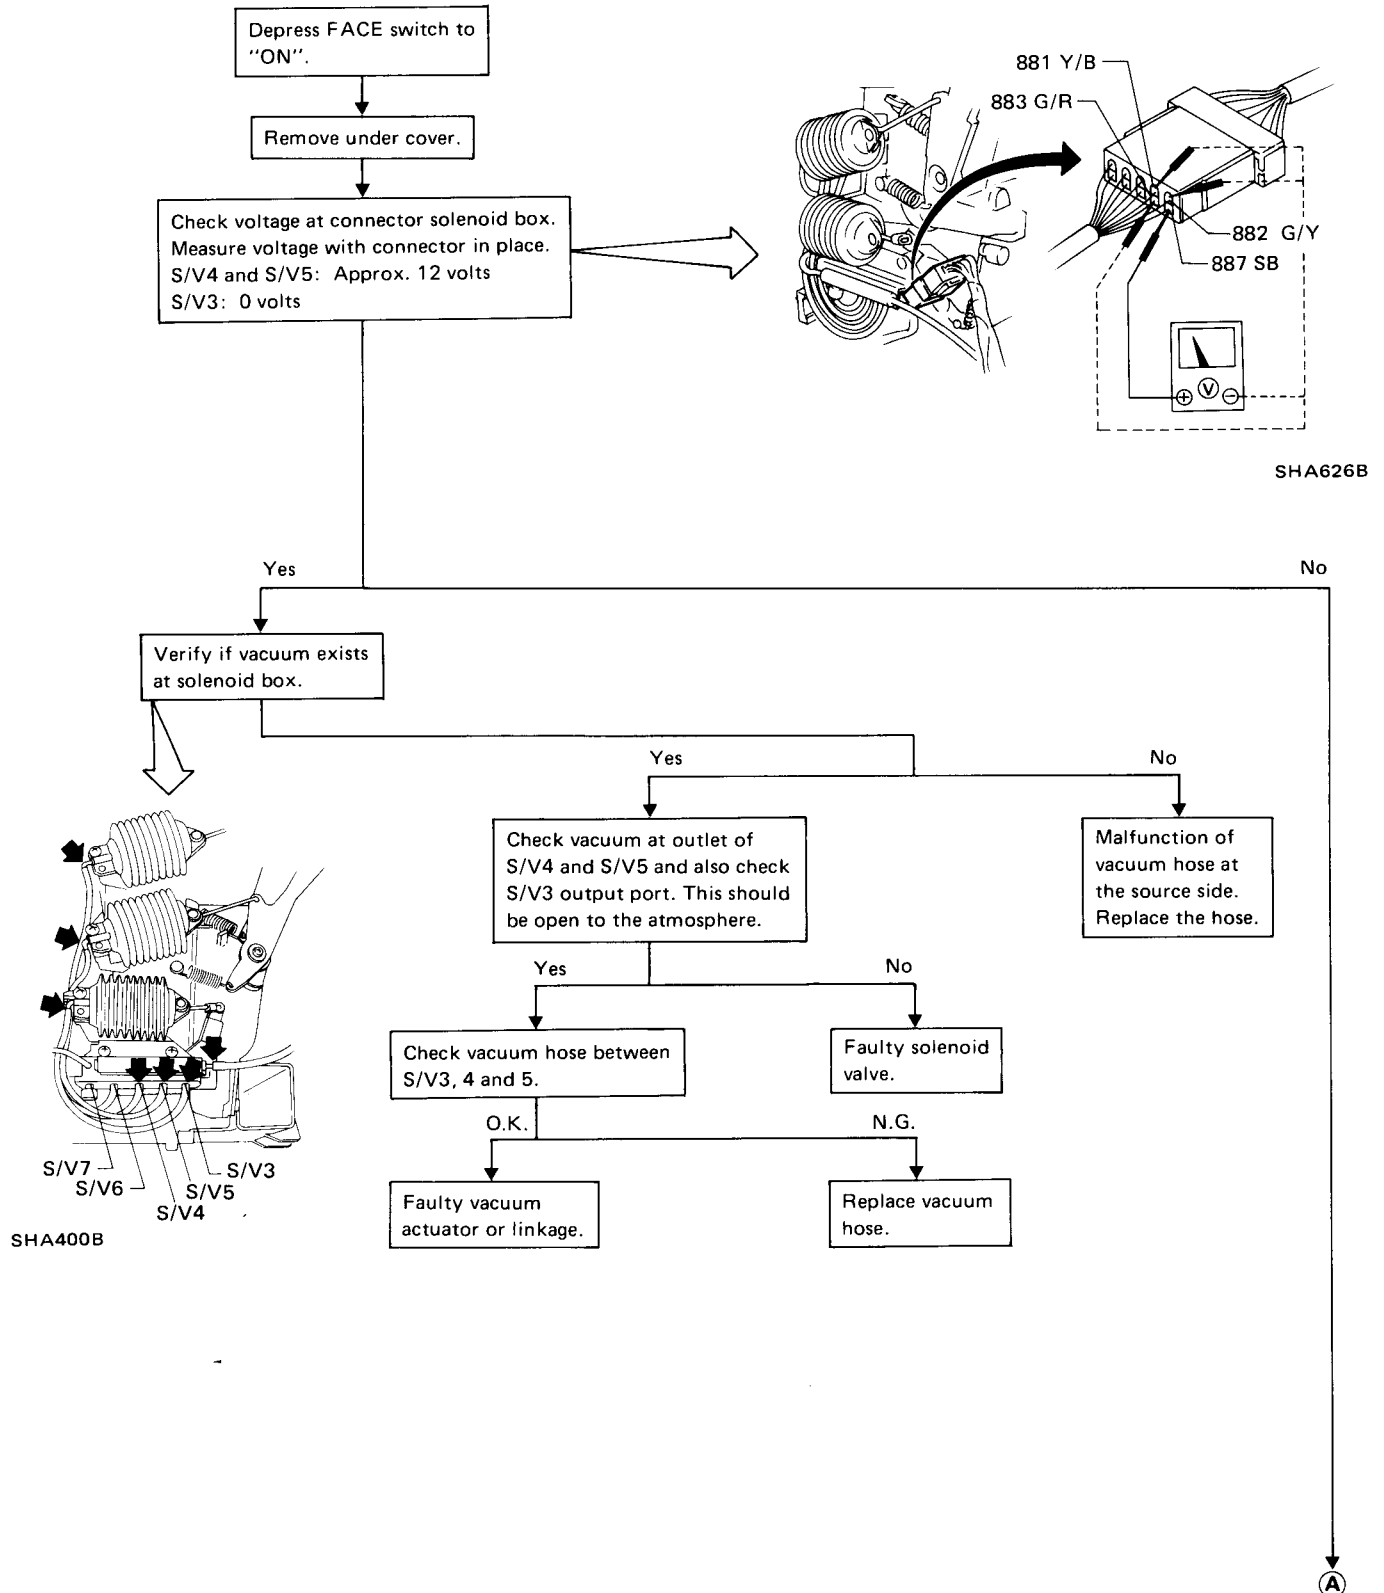 Depress FACE switch to
"ON".
Remove under cover.
Check voltage at connector solenoid box.
Measure voltage with connector in place.
S/V4 and S/V5: Approx. 12 volts
S/V3: 0 volts
881 Y/B
883 G/R
882 G/Y
887 SB
V
SHA626B
Yes
No
Verify if vacuum exists
at solenoid box.
Yes
No
Check vacuum at outlet of
S/V4 and S/V5 and also check
S/V3 output port. This should
be open to the atmosphere.
Malfunction of
vacuum hose at
the source side.
Replace the hose.
Yes
No
Check vacuum hose between
S/V3, 4 and 5.
Faulty solenoid
valve.
O.K.
N.G.
Faulty vacuum
actuator or linkage.
Replace vacuum
hose.
S/V7
S/V6
S/V4
S/V5
S/V3
SHA400B
A